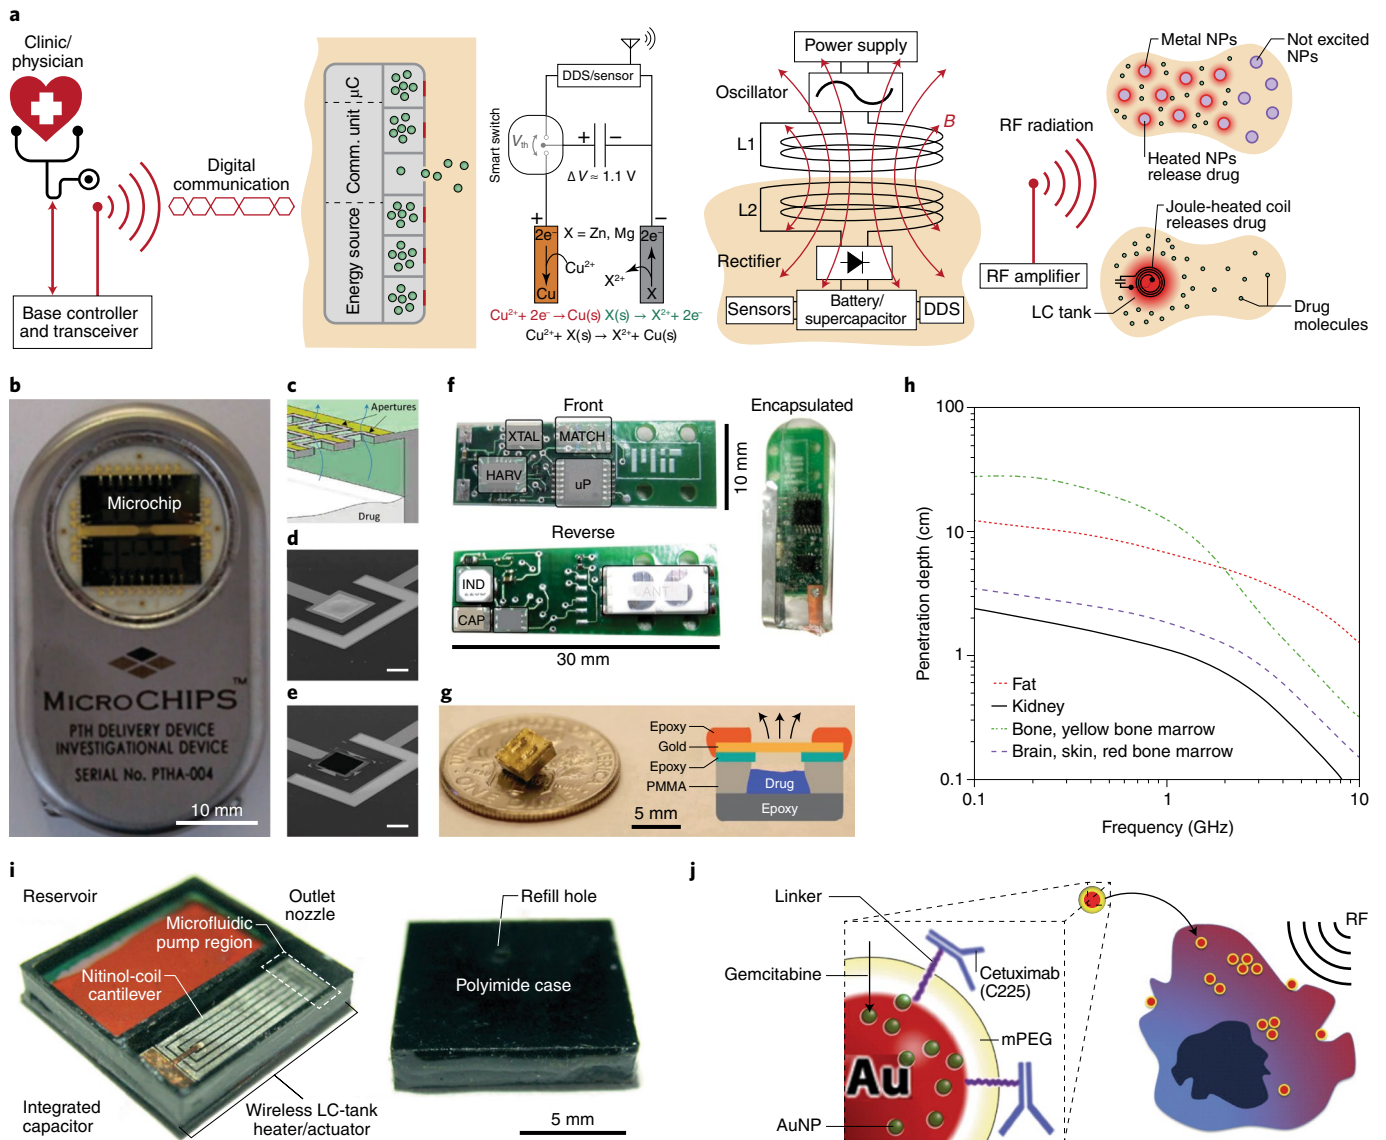 a
Clinic/
physician
Digital
communication
Base controller
and transceiver
Energy source
Comm. unit
µC
Smart switch
DDS/sensor
Vth
+
−
ΔV ≈ 1.1 V
+
−
2e⁻
X = Zn, Mg
2e⁻
Cu²⁺
X²⁺
Cu
X
Cu²⁺ + 2e⁻ → Cu(s) X(s) → X²⁺ + 2e⁻
Cu²⁺ + X(s) → X²⁺ + Cu(s)
Power supply
Oscillator
B
L1
L2
Rectifier
Sensors
Battery/
supercapacitor
DDS
RF radiation
RF amplifier
Metal NPs
Not excited
NPs
Heated NPs
release drug
Joule-heated coil
releases drug
LC tank
Drug
molecules
b
Microchip
MICROCHIPS™
PTH DELIVERY DEVICE
INVESTIGATIONAL DEVICE
SERIAL No. PTHA-004
10 mm
c
Apertures
Drug
d
e
f
Front
Encapsulated
XTAL
MATCH
HARV
uP
10 mm
Reverse
IND
ANT
CAP
30 mm
g
Epoxy
Gold
Epoxy
PMMA
Drug
Epoxy
5 mm
h
Penetration depth (cm)
100
10
1
0.1
Fat
Kidney
Bone, yellow bone marrow
Brain, skin, red bone marrow
0.1
1
10
Frequency (GHz)
i
Reservoir
Outlet
nozzle
Microfluidic
pump region
Nitinol-coil
cantilever
Integrated
capacitor
Wireless LC-tank
heater/actuator
Refill hole
Polyimide case
5 mm
j
Linker
Gemcitabine
Cetuximab
(C225)
mPEG
Au
AuNP
RF